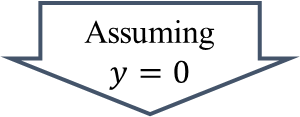 Assuming
y = 0